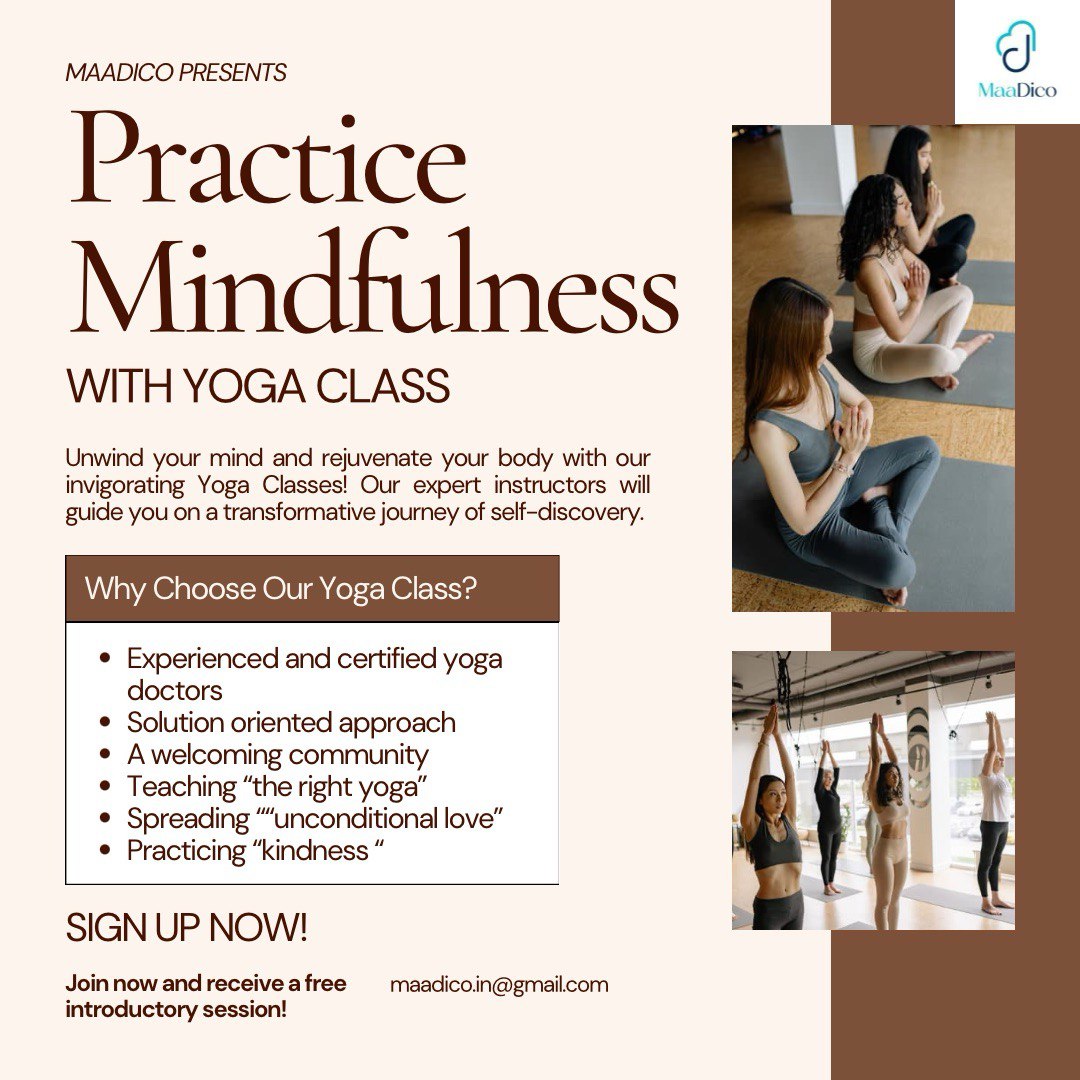 MAADICO PRESENTS
MaaDico
Practice
Mindfulness
WITH YOGA CLASS
Unwind your mind and rejuvenate your body with our
invigorating Yoga Classes! Our expert instructors will
guide you on a transformative journey of self-discovery.
Why Choose Our Yoga Class?
• Experienced and certified yoga
doctors
• Solution oriented approach
• A welcoming community
• Teaching “the right yoga”
• Spreading ““unconditional love”
• Practicing “kindness “
SIGN UP NOW!
Join now and receive a free
introductory session!
maadico.in@gmail.com